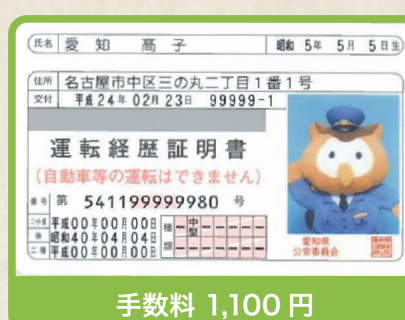 氏名 愛知 髙子 昭和 5年 5月 5日生
住所 名古屋市中区三の丸二丁目1番1号
交付 平成24年02月23日 99999-1
運転経歴証明書
(自動車等の運転はできません)
番号 第 541199999980 号
二・小・原 平成00年00月00日
他 昭和40年04月04日
二種 平成00年00月00日
種類 - 中型 - - - - -
- - - - - - -
愛知県
公安委員会
手数料 1,100円